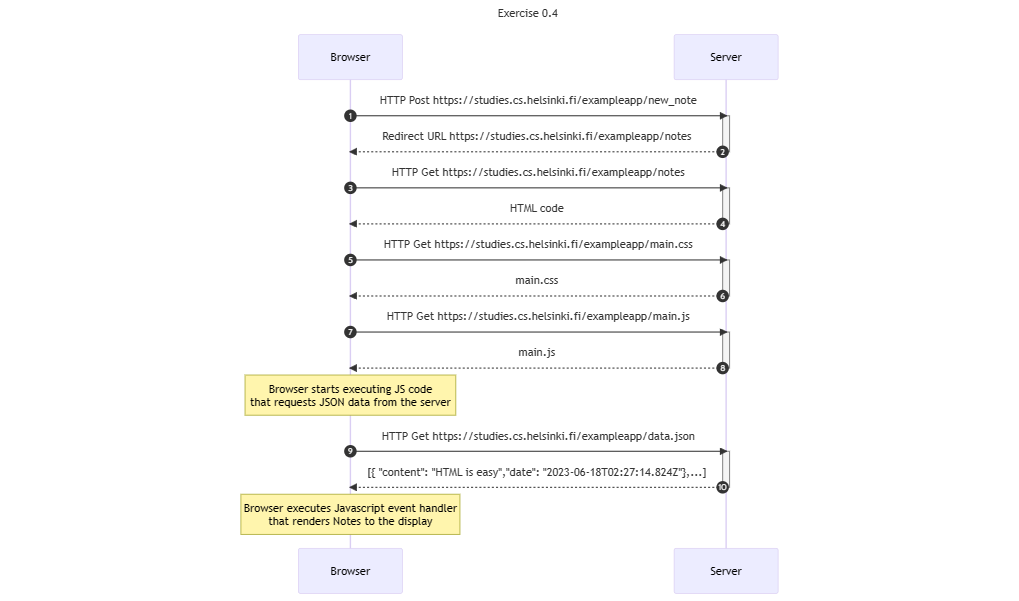 Exercise 0.4
Browser
Server
HTTP Post https://studies.cs.helsinki.fi/exampleapp/new_note
1
Redirect URL https://studies.cs.helsinki.fi/exampleapp/notes
2
HTTP Get https://studies.cs.helsinki.fi/exampleapp/notes
3
HTML code
4
HTTP Get https://studies.cs.helsinki.fi/exampleapp/main.css
5
main.css
6
HTTP Get https://studies.cs.helsinki.fi/exampleapp/main.js
7
main.js
8
Browser starts executing JS code
that requests JSON data from the server
HTTP Get https://studies.cs.helsinki.fi/exampleapp/data.json
9
[{ "content": "HTML is easy","date": "2023-06-18T02:27:14.824Z"},...]
10
Browser executes Javascript event handler
that renders Notes to the display
Browser
Server